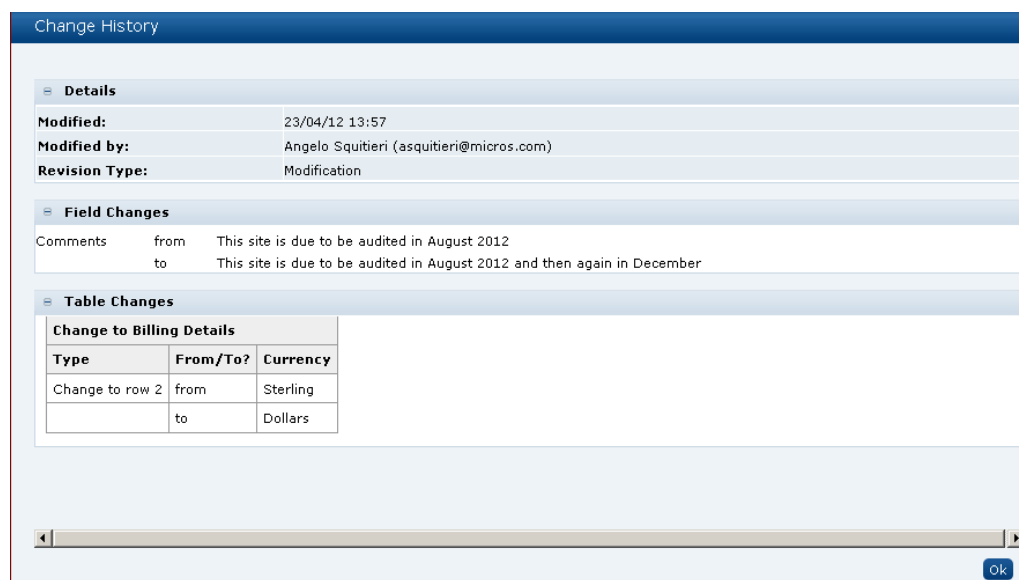 Change History
Details
Modified: 23/04/12 13:57
Modified by: Angelo Squitieri (asquitieri@micros.com)
Revision Type: Modification
Field Changes
Comments from This site is due to be audited in August 2012
to This site is due to be audited in August 2012 and then again in December
Table Changes
Change to Billing Details
Type From/To? Currency
Change to row 2 from Sterling
to Dollars
Ok